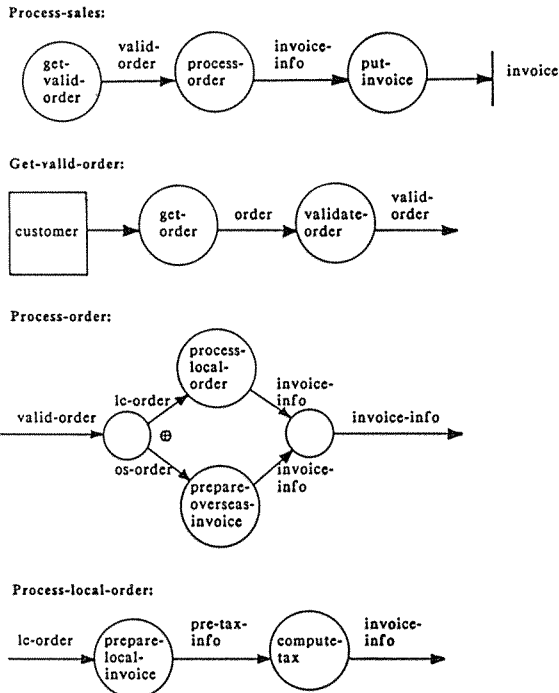 Process-sales:
get-
valid-
order
valid-
order
process-
order
invoice-
info
put-
invoice
invoice
Get-valid-order:
customer
get-
order
order
validate-
order
valid-
order
Process-order:
valid-order
lc-order
⊕
os-order
process-
local-
order
prepare-
overseas-
invoice
invoice-
info
invoice-
info
invoice-info
Process-local-order:
lc-order
prepare-
local-
invoice
pre-tax-
info
compute-
tax
invoice-
info